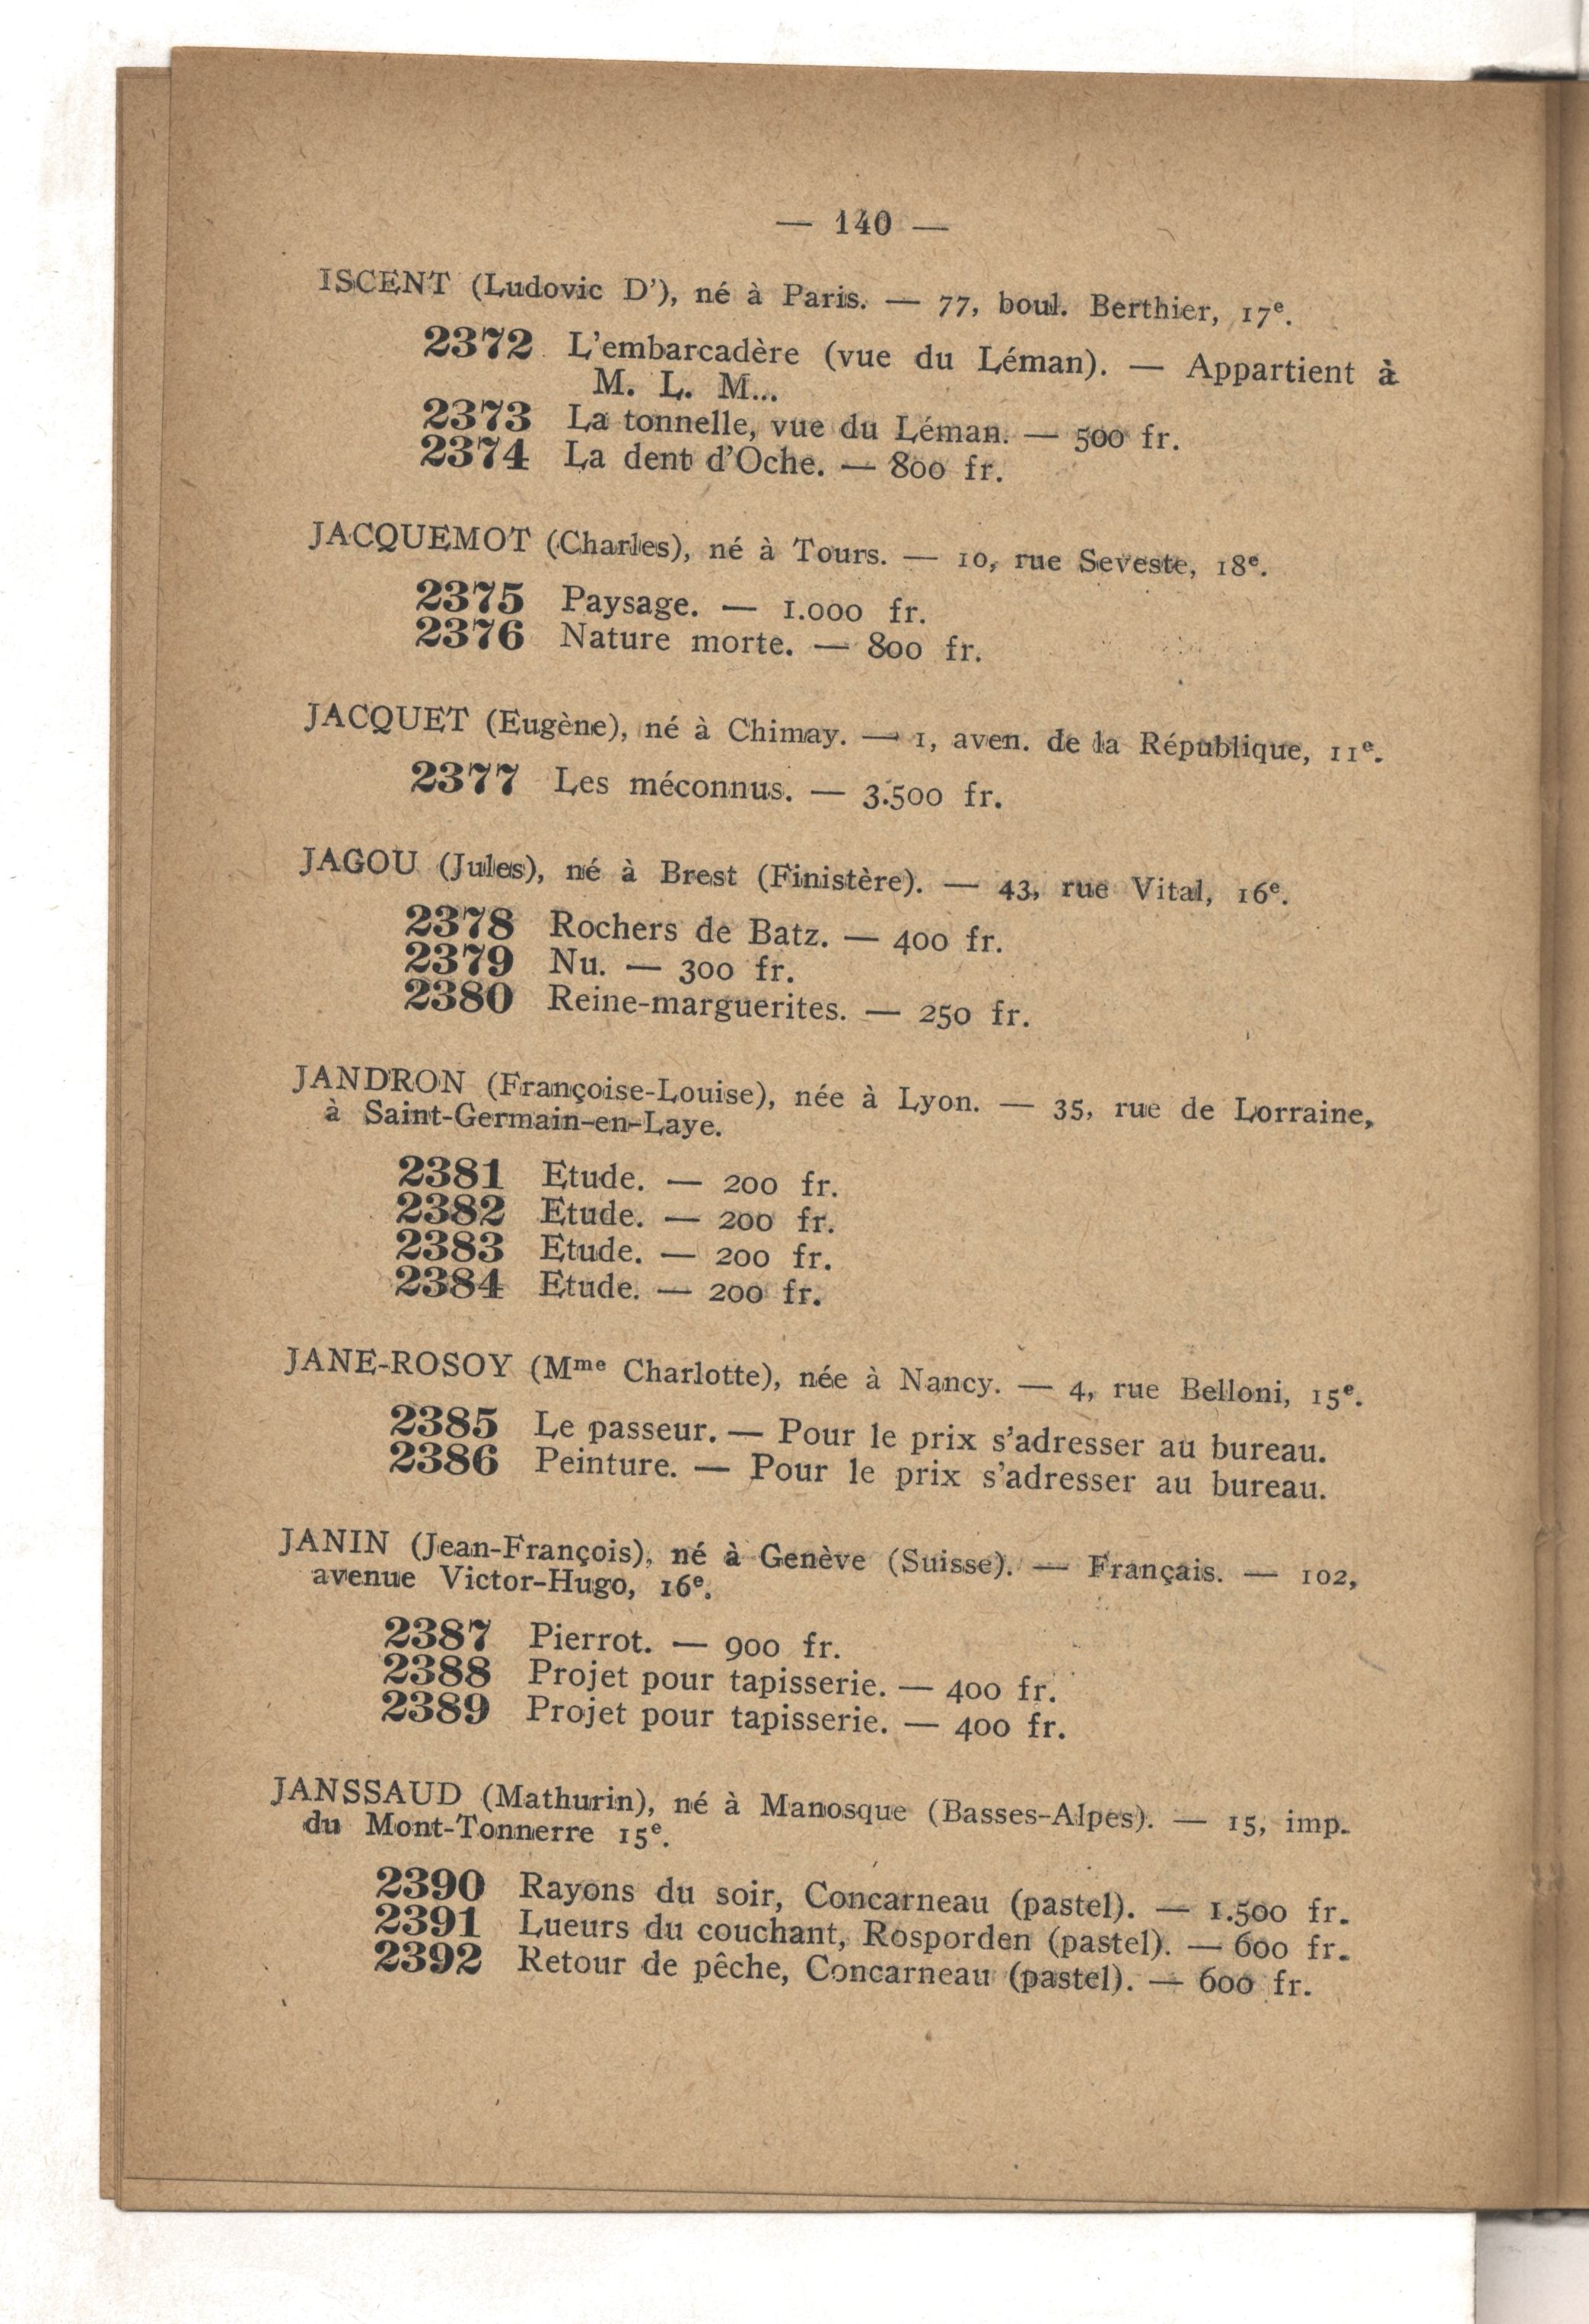 — 140 —
ISCENT (Ludovic D'), né à Paris. — 77, boul. Berthier, 17e.
2372 L'embarcadère (vue du Léman). — Appartient à
M. L. M...
2373 La tonnelle, vue du Léman. — 500 fr.
2374 La dent d'Oche. — 800 fr.
JACQUEMOT (Charles), né à Tours. — 10, rue Seveste, 18e.
2375 Paysage. — 1.000 fr.
2376 Nature morte. — 800 fr.
JACQUET (Eugène), né à Chimay. — 1, aven. de la République, 11e.
2377 Les méconnus. — 3.500 fr.
JAGOU (Jules), né à Brest (Finistère). — 43, rue Vital, 16e.
2378 Rochers de Batz. — 400 fr.
2379 Nu. — 300 fr.
2380 Reine-marguerites. — 250 fr.
JANDRON (Françoise-Louise), née à Lyon. — 35, rue de Lorraine,
à Saint-Germain-en-Laye.
2381 Etude. — 200 fr.
2382 Etude. — 200 fr.
2383 Etude. — 200 fr.
2384 Etude. — 200 fr.
JANE-ROSOY (Mme Charlotte), née à Nancy. — 4, rue Belloni, 15e.
2385 Le passeur. — Pour le prix s'adresser au bureau.
2386 Peinture. — Pour le prix s'adresser au bureau.
JANIN (Jean-François), né à Genève (Suisse). — Français. — 102,
avenue Victor-Hugo, 16e.
2387 Pierrot. — 900 fr.
2388 Projet pour tapisserie. — 400 fr.
2389 Projet pour tapisserie. — 400 fr.
JANSSAUD (Mathurin), né à Manosque (Basses-Alpes). — 15, imp.
du Mont-Tonnerre 15e.
2390 Rayons du soir, Concarneau (pastel). — 1.500 fr.
2391 Lueurs du couchant, Rosporden (pastel). — 600 fr.
2392 Retour de pêche, Concarneau (pastel). — 600 fr.